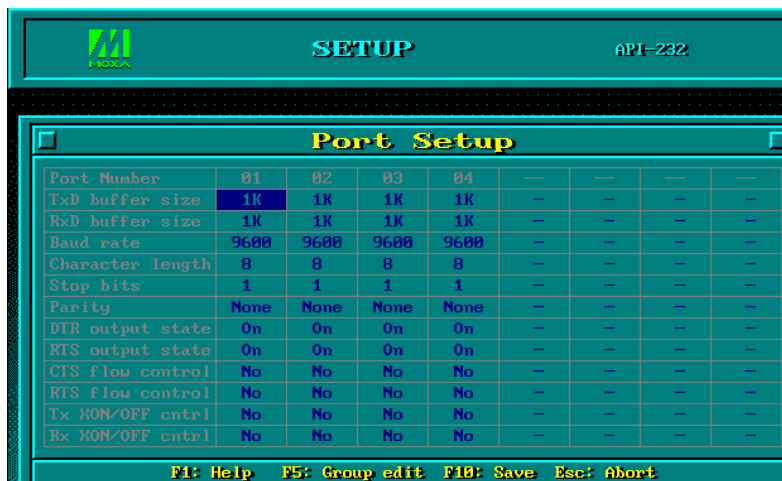 MOXA
SETUP
API-232
Port Setup
Port Number 01 02 03 04 — — — —
TxD buffer size 1K 1K 1K 1K — — — —
RxD buffer size 1K 1K 1K 1K — — — —
Baud rate 9600 9600 9600 9600 — — — —
Character length 8 8 8 8 — — — —
Stop bits 1 1 1 1 — — — —
Parity None None None None — — — —
DTR output state On On On On — — — —
RTS output state On On On On — — — —
CTS flow control No No No No — — — —
RTS flow control No No No No — — — —
Tx XON/OFF cntrl No No No No — — — —
Rx XON/OFF cntrl No No No No — — — —
F1: Help F5: Group edit F10: Save Esc: Abort